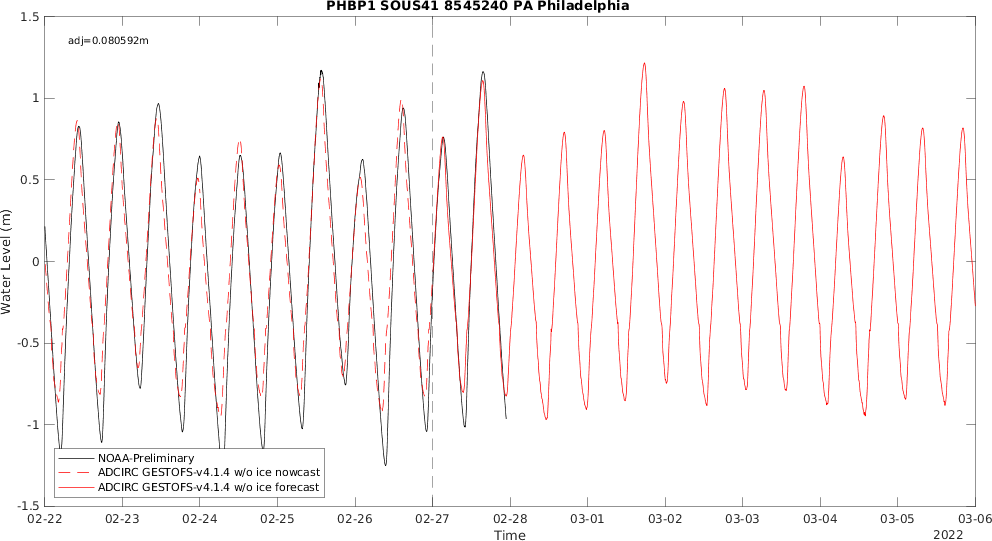 PHBP1 SOUS41 8545240 PA Philadelphia
1.5
adj=0.080592m
1
0.5
0
-0.5
-1
-1.5
Water Level (m)
NOAA-Preliminary
ADCIRC GESTOFS-v4.1.4 w/o ice nowcast
ADCIRC GESTOFS-v4.1.4 w/o ice forecast
02-22 02-23 02-24 02-25 02-26 02-27 02-28 03-01 03-02 03-03 03-04 03-05 03-06
Time
2022